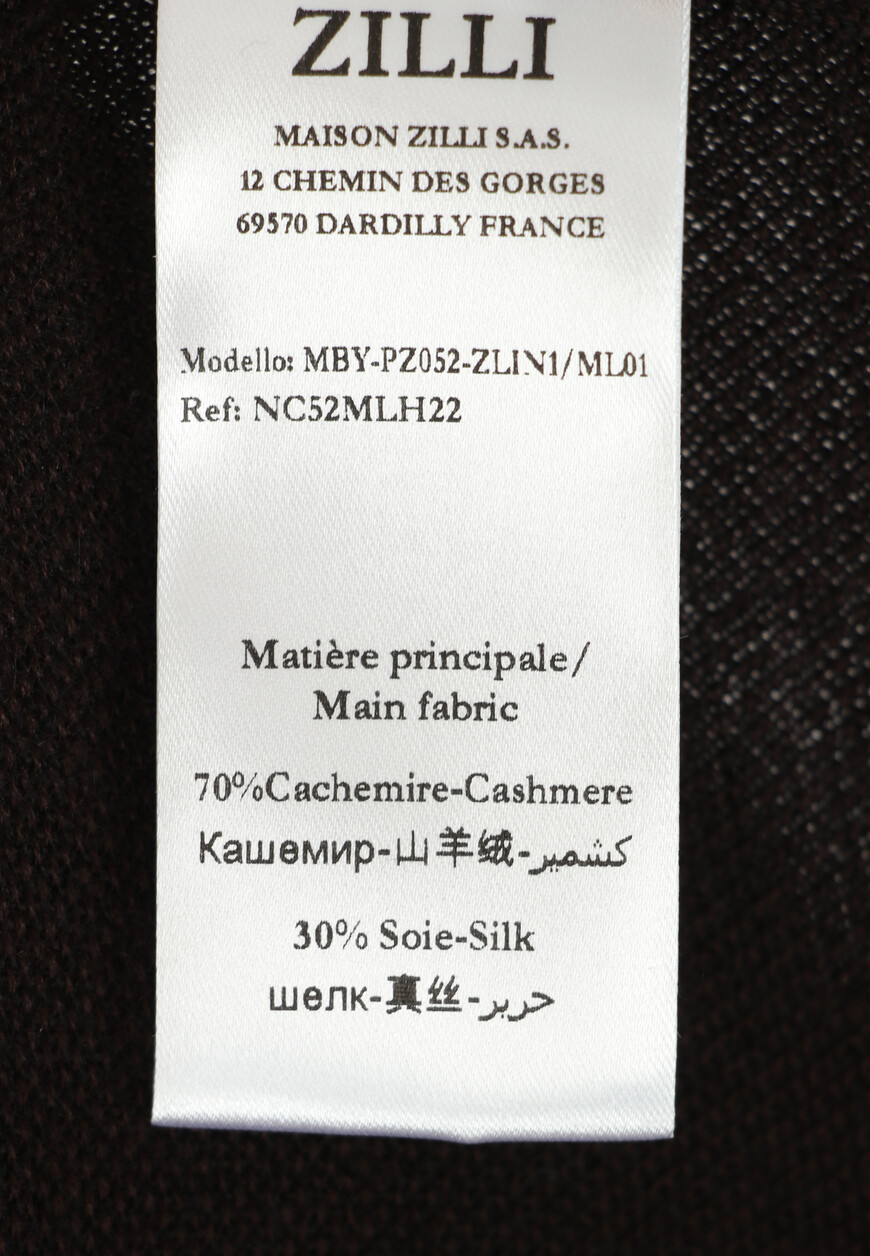 ZILLI
MAISON ZILLI S.A.S.
12 CHEMIN DES GORGES
69570 DARDILLY FRANCE
Modello: MBY-PZ052-ZLIN1/ML01
Ref: NC52MLH22
Matière principale/
Main fabric
70%Cachemire-Cashmere
Кашемир-山羊绒-كشمير
30% Soie-Silk
шелк-真丝-حرير